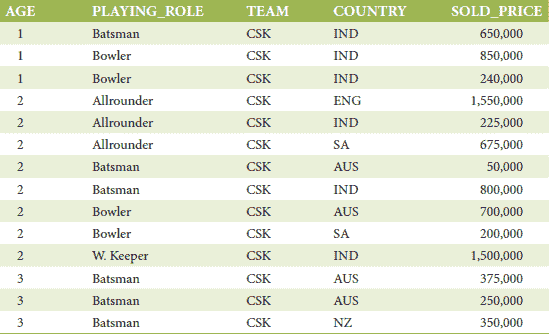 AGE PLAYING_ROLE TEAM COUNTRY SOLD_PRICE
1 Batsman CSK IND 650,000
1 Bowler CSK IND 850,000
1 Bowler CSK IND 240,000
2 Allrounder CSK ENG 1,550,000
2 Allrounder CSK IND 225,000
2 Allrounder CSK SA 675,000
2 Batsman CSK AUS 50,000
2 Batsman CSK IND 800,000
2 Bowler CSK AUS 700,000
2 Bowler CSK SA 200,000
2 W. Keeper CSK IND 1,500,000
3 Batsman CSK AUS 375,000
3 Batsman CSK AUS 250,000
3 Batsman CSK NZ 350,000